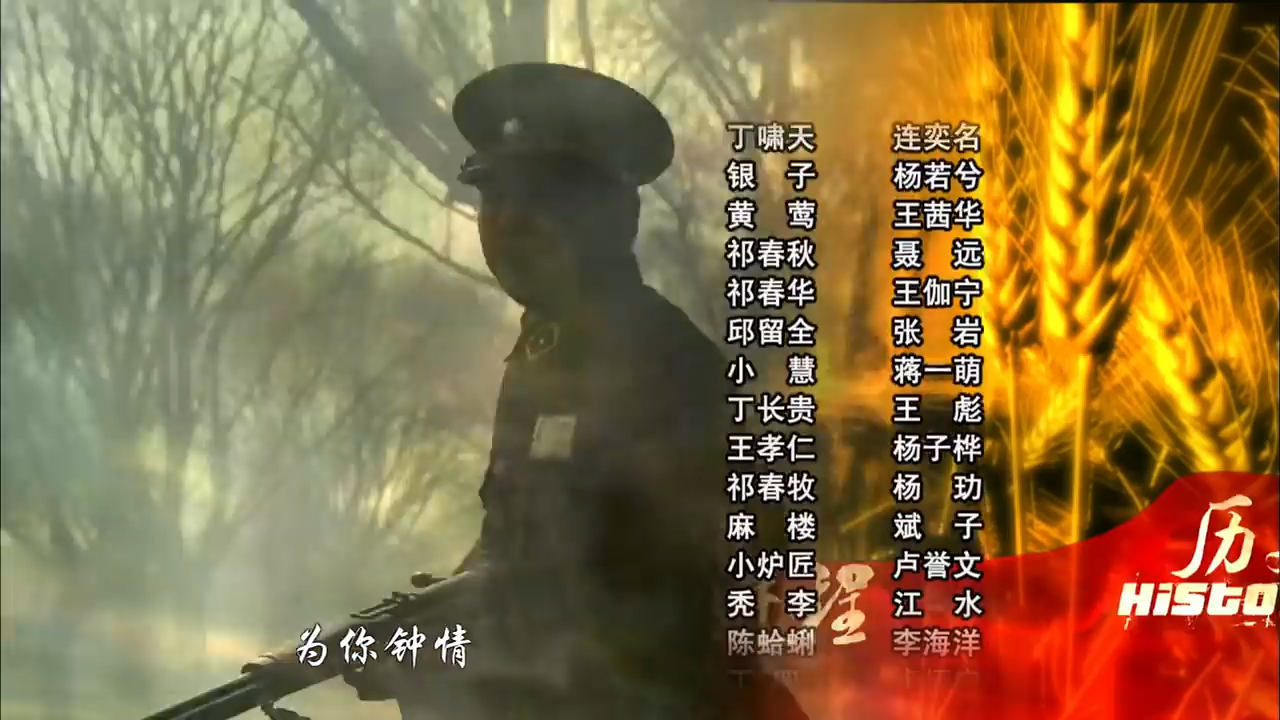 丁啸天 连奕名
银 子 杨若兮
黄 莺 王茜华
祁春秋 聂 远
祁春华 王伽宁
邱留全 张 岩
小 慧 蒋一萌
丁长贵 王 彪
王孝仁 杨子桦
祁春牧 杨 玏
麻 楼 斌 子
小炉匠 卢誉文
秃 李 江 水
陈蛤蜊 李海洋
为你钟情
历
HISTO
程